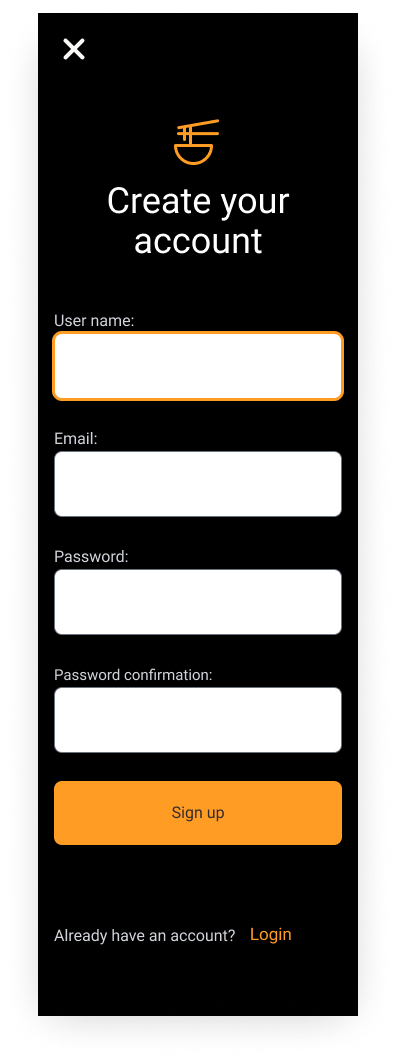 Create your
account
User name:
Email:
Password:
Password confirmation:
Sign up
Already have an account? Login